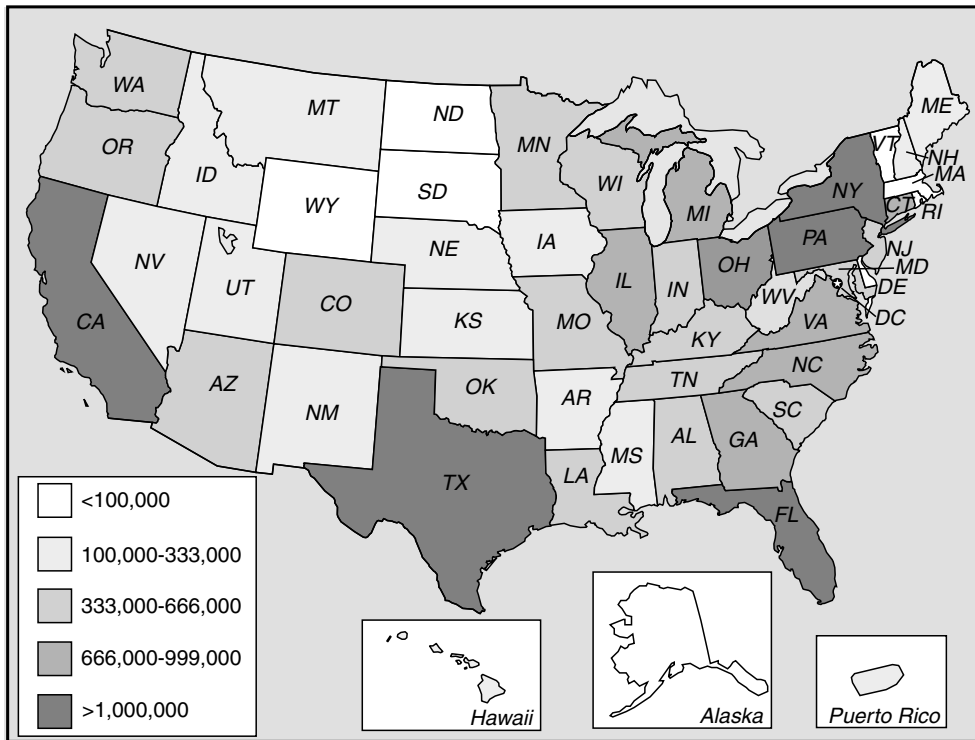 WA
MT
ND
MN
ME
OR
ID
WY
SD
WI
MI
NY
VT
NH
MA
CT
RI
NV
UT
CO
NE
KS
IA
MO
IL
IN
OH
PA
NJ
MD
DE
DC
WV
VA
KY
CA
AZ
NM
OK
AR
TN
NC
SC
TX
LA
MS
AL
GA
FL
<100,000
100,000-333,000
333,000-666,000
666,000-999,000
>1,000,000
Hawaii
Alaska
Puerto Rico